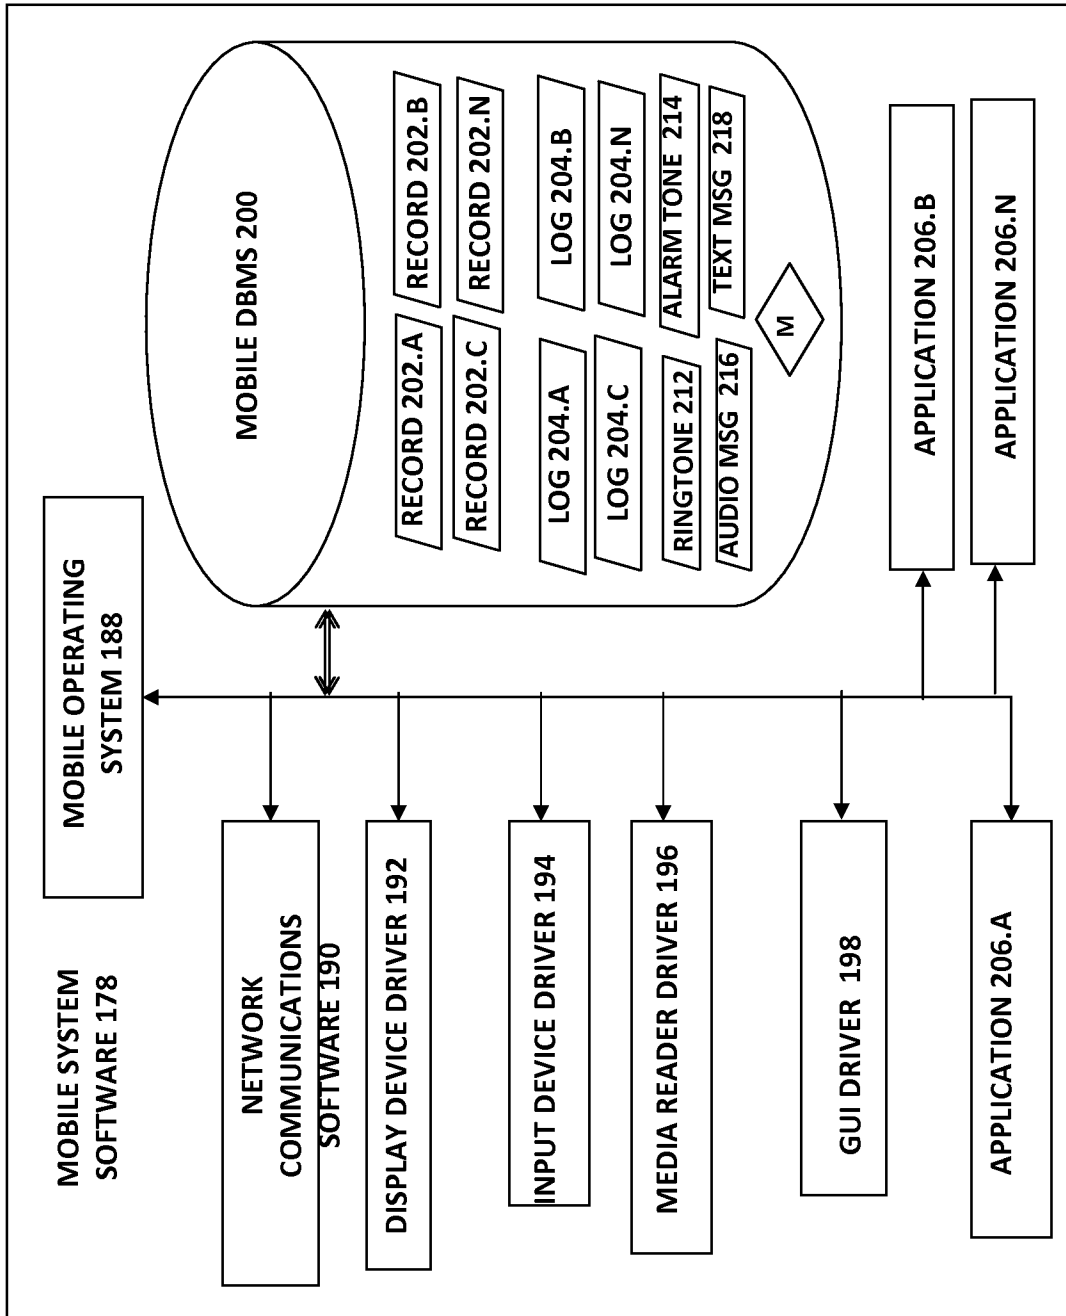 MOBILE SYSTEM
SOFTWARE 178
MOBILE OPERATING
SYSTEM 188
NETWORK
COMMUNICATIONS
SOFTWARE 190
DISPLAY DEVICE DRIVER 192
INPUT DEVICE DRIVER 194
MEDIA READER DRIVER 196
GUI DRIVER 198
APPLICATION 206.A
MOBILE DBMS 200
RECORD 202.A
RECORD 202.B
RECORD 202.C
RECORD 202.N
LOG 204.A
LOG 204.B
LOG 204.C
LOG 204.N
RINGTONE 212
ALARM TONE 214
AUDIO MSG 216
TEXT MSG 218
M
APPLICATION 206.B
APPLICATION 206.N